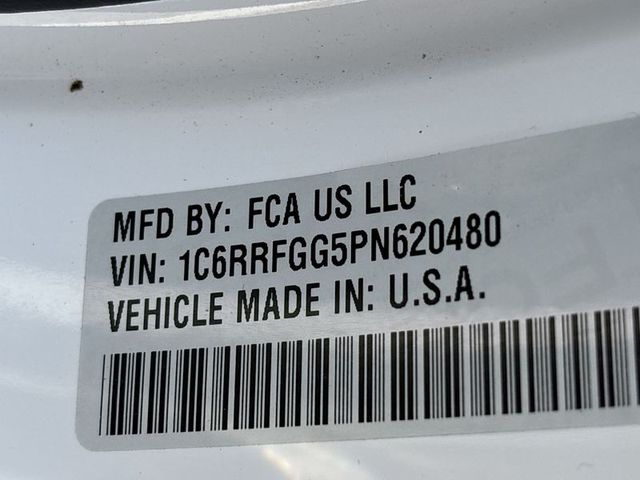 MFD BY: FCA US LLC
VIN: 1C6RRFGG5PN620480
VEHICLE MADE IN: U.S.A.